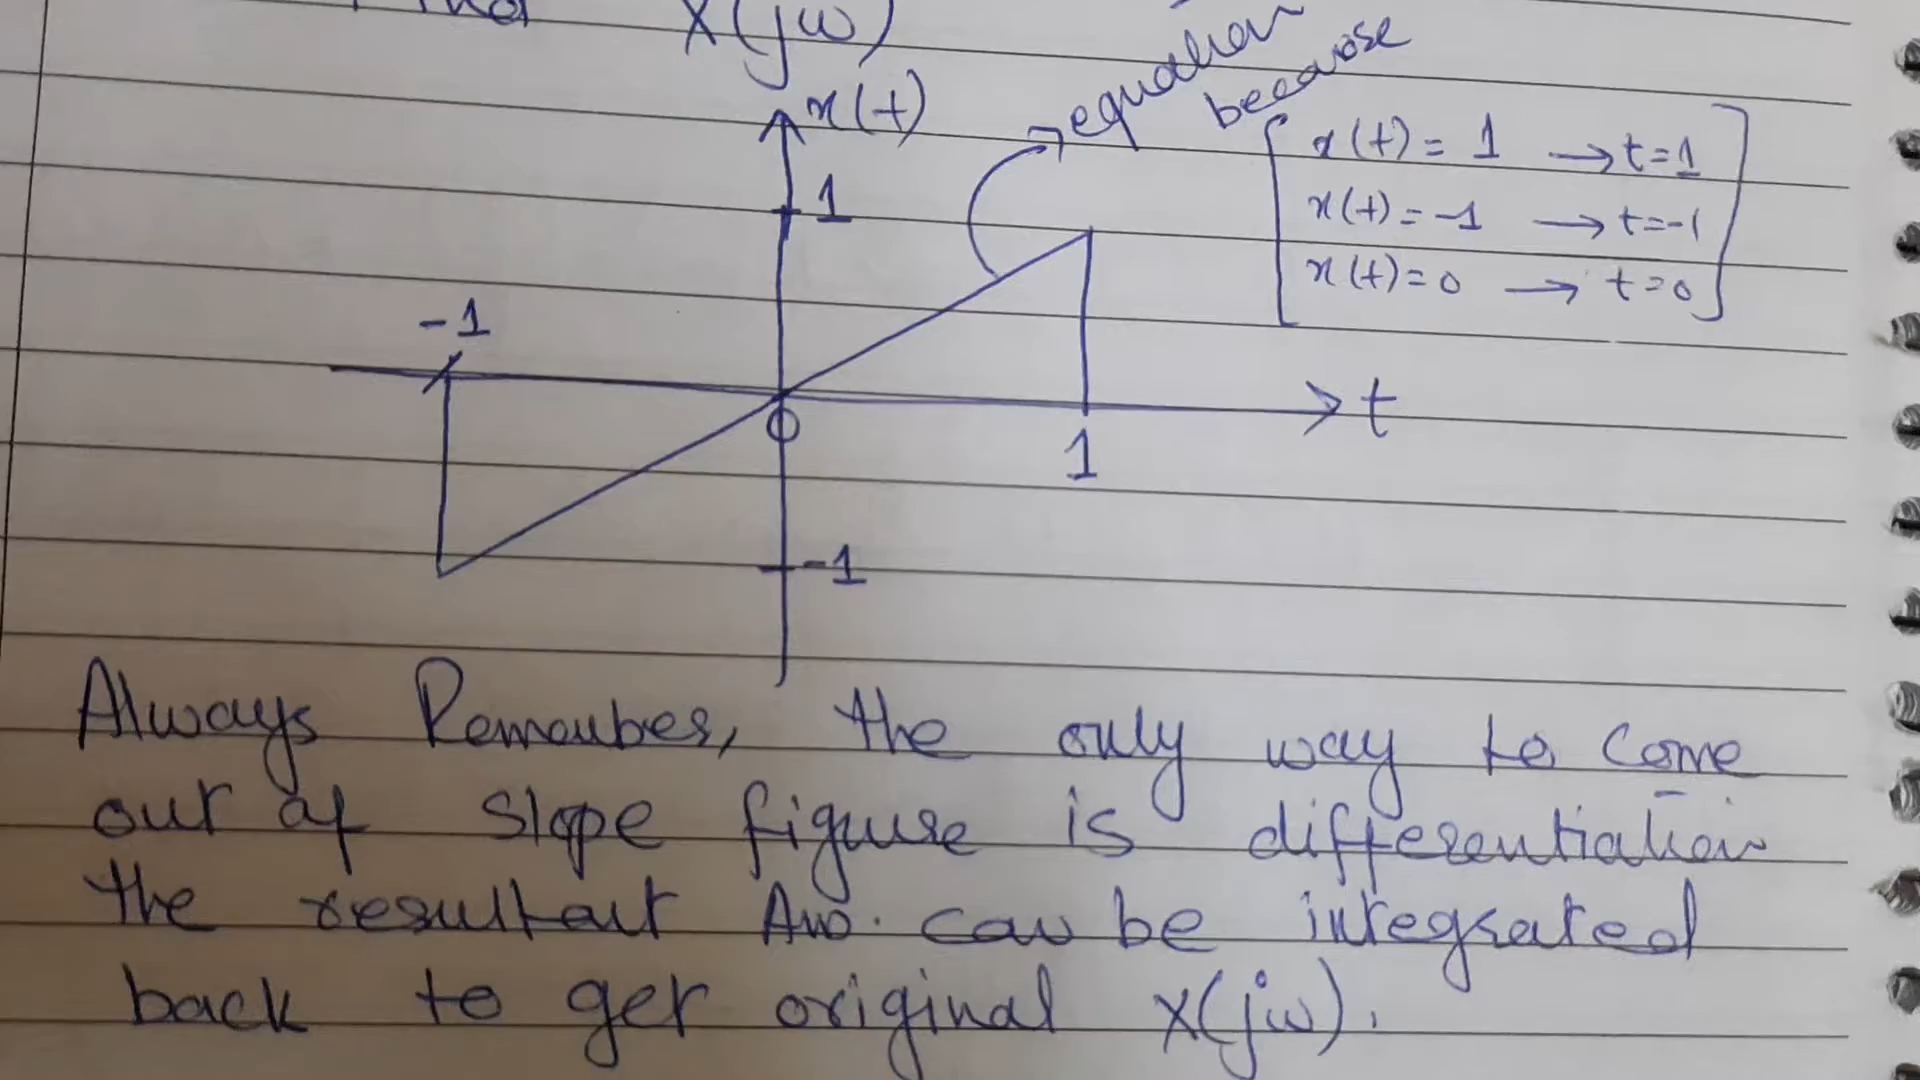 X(jω)
x(t)
equation
because
1
x(t) = 1 → t=1
x(t) = -1 → t=-1
x(t) = 0 → t=0
-1
t
0
1
-1
Always Remember, the only way to come
out of slope figure is differentiation
the resultant Ans. can be integrated
back to get original X(jω).